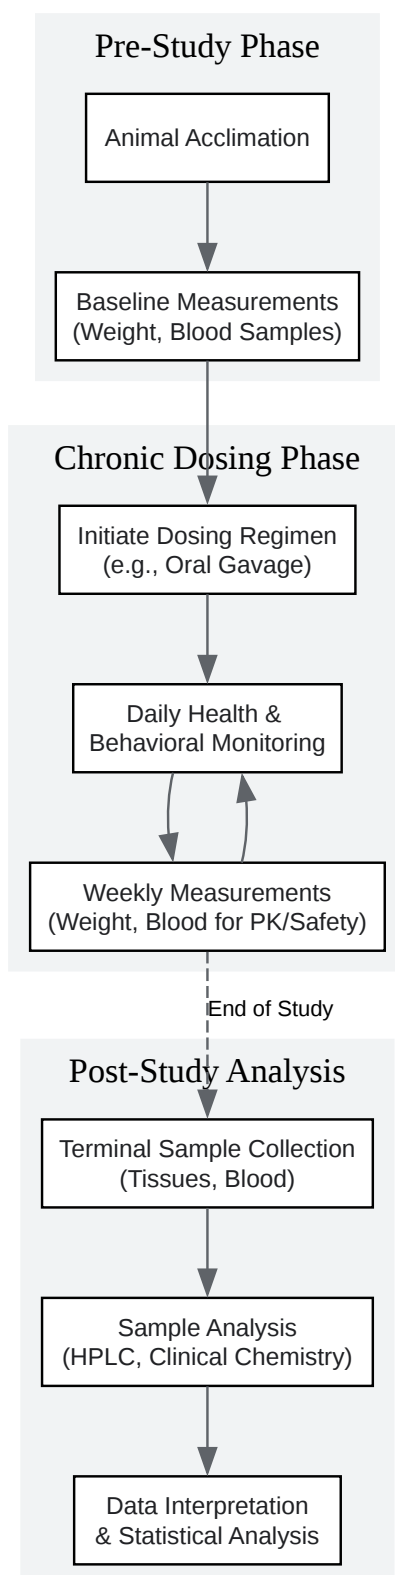 Pre-Study Phase
Animal Acclimation
Baseline Measurements
(Weight, Blood Samples)
Chronic Dosing Phase
Initiate Dosing Regimen
(e.g., Oral Gavage)
Daily Health &
Behavioral Monitoring
Weekly Measurements
(Weight, Blood for PK/Safety)
End of Study
Post-Study Analysis
Terminal Sample Collection
(Tissues, Blood)
Sample Analysis
(HPLC, Clinical Chemistry)
Data Interpretation
& Statistical Analysis